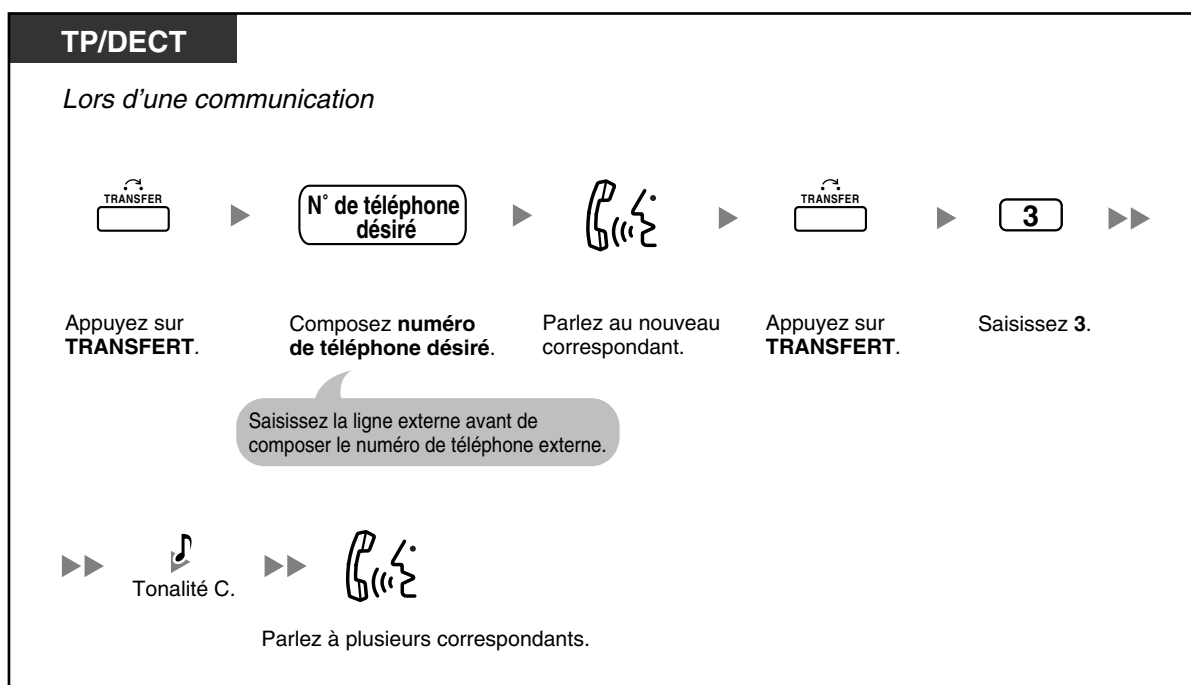 TP/DECT
Lors d'une communication
TRANSFER
N° de téléphone
désiré
TRANSFER
3
Appuyez sur
TRANSFERT.
Composez numéro
de téléphone désiré.
Parlez au nouveau
correspondant.
Appuyez sur
TRANSFERT.
Saisissez 3.
Saisissez la ligne externe avant de
composer le numéro de téléphone externe.
Tonalité C.
Parlez à plusieurs correspondants.